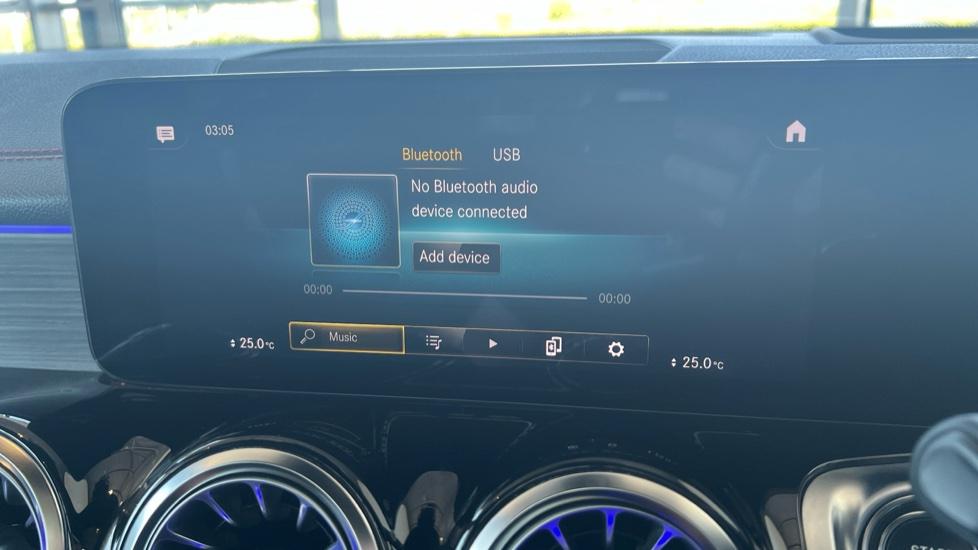 03:05
Bluetooth USB
No Bluetooth audio
device connected
Add device
00:00 00:00
Music
25.0°C
25.0°C